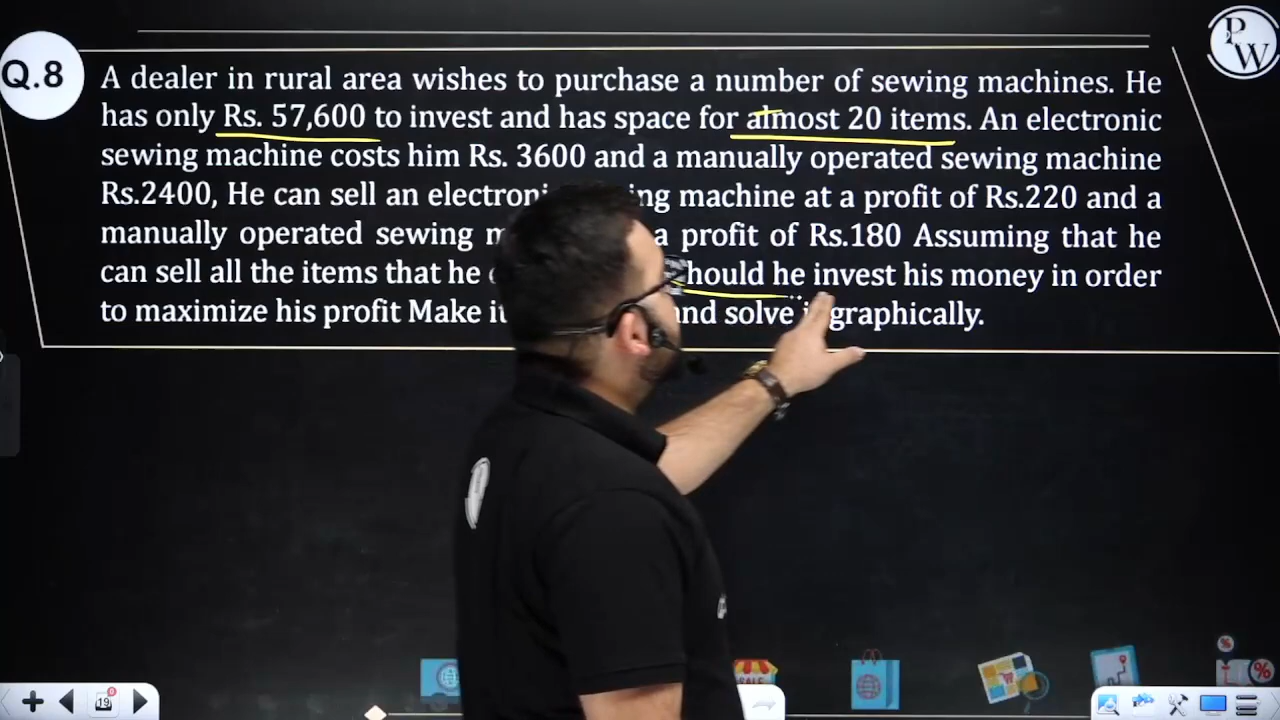 Q.8
A dealer in rural area wishes to purchase a number of sewing machines. He
has only Rs. 57,600 to invest and has space for almost 20 items. An electronic
sewing machine costs him Rs. 3600 and a manually operated sewing machine
Rs.2400, He can sell an ing machine at a profit of Rs.220 and a
manually operated sewing a profit of Rs.180 Assuming that he
can sell all the items that he hould he invest his money in order
to maximize his profit Make and solve graphically.
PW
19
SALE